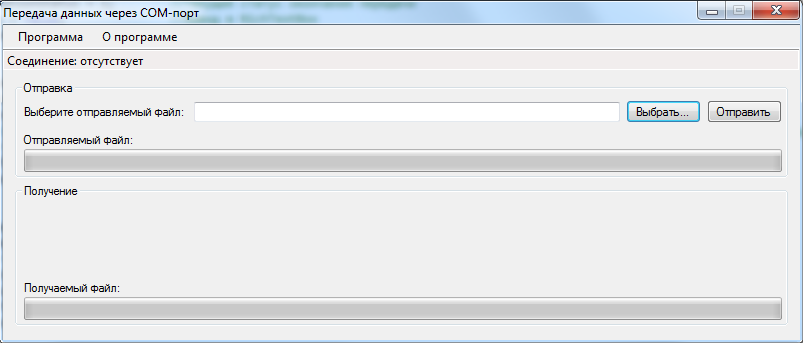 Передача данных через COM-порт
Программа О программе
Соединение: отсутствует
Отправка
Выберите отправляемый файл: Выбрать... Отправить
Отправляемый файл:
Получение
Получаемый файл: